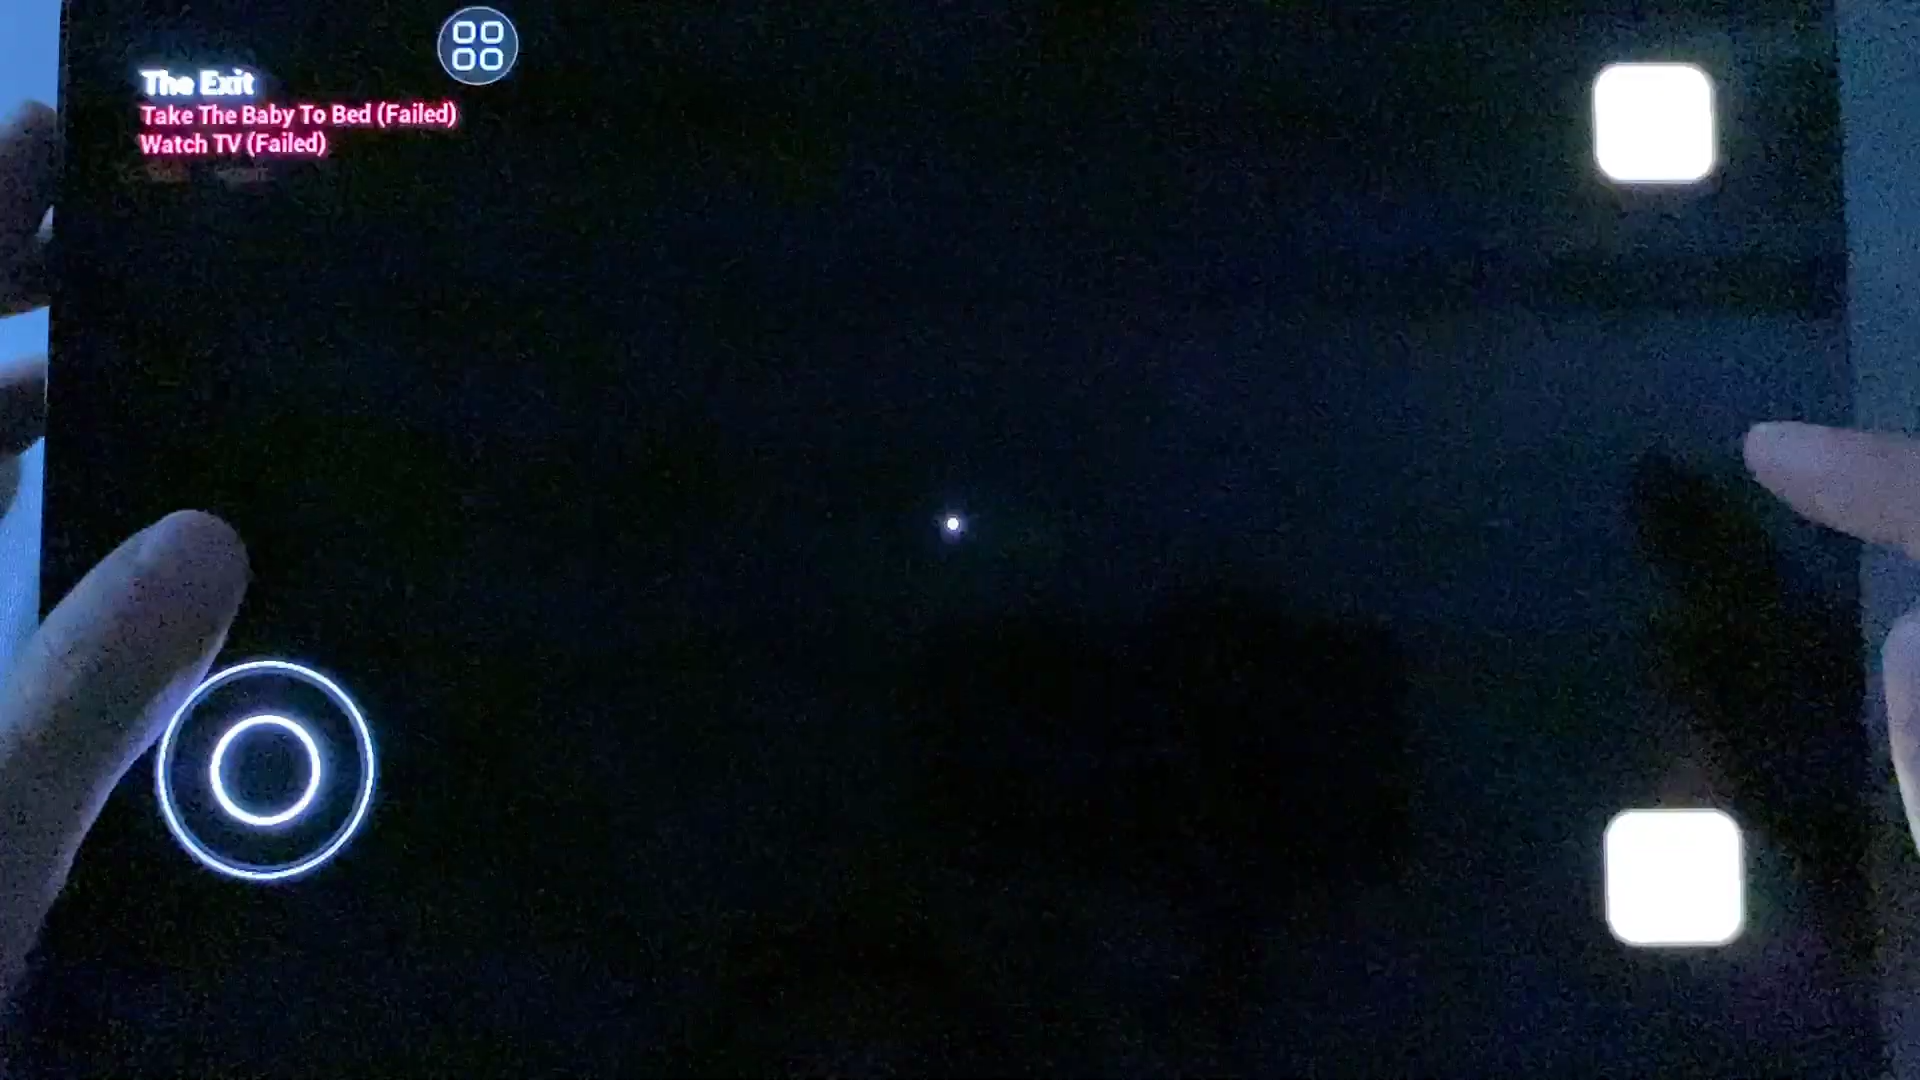 The Exit
Take The Baby To Bed (Failed)
Watch TV (Failed)